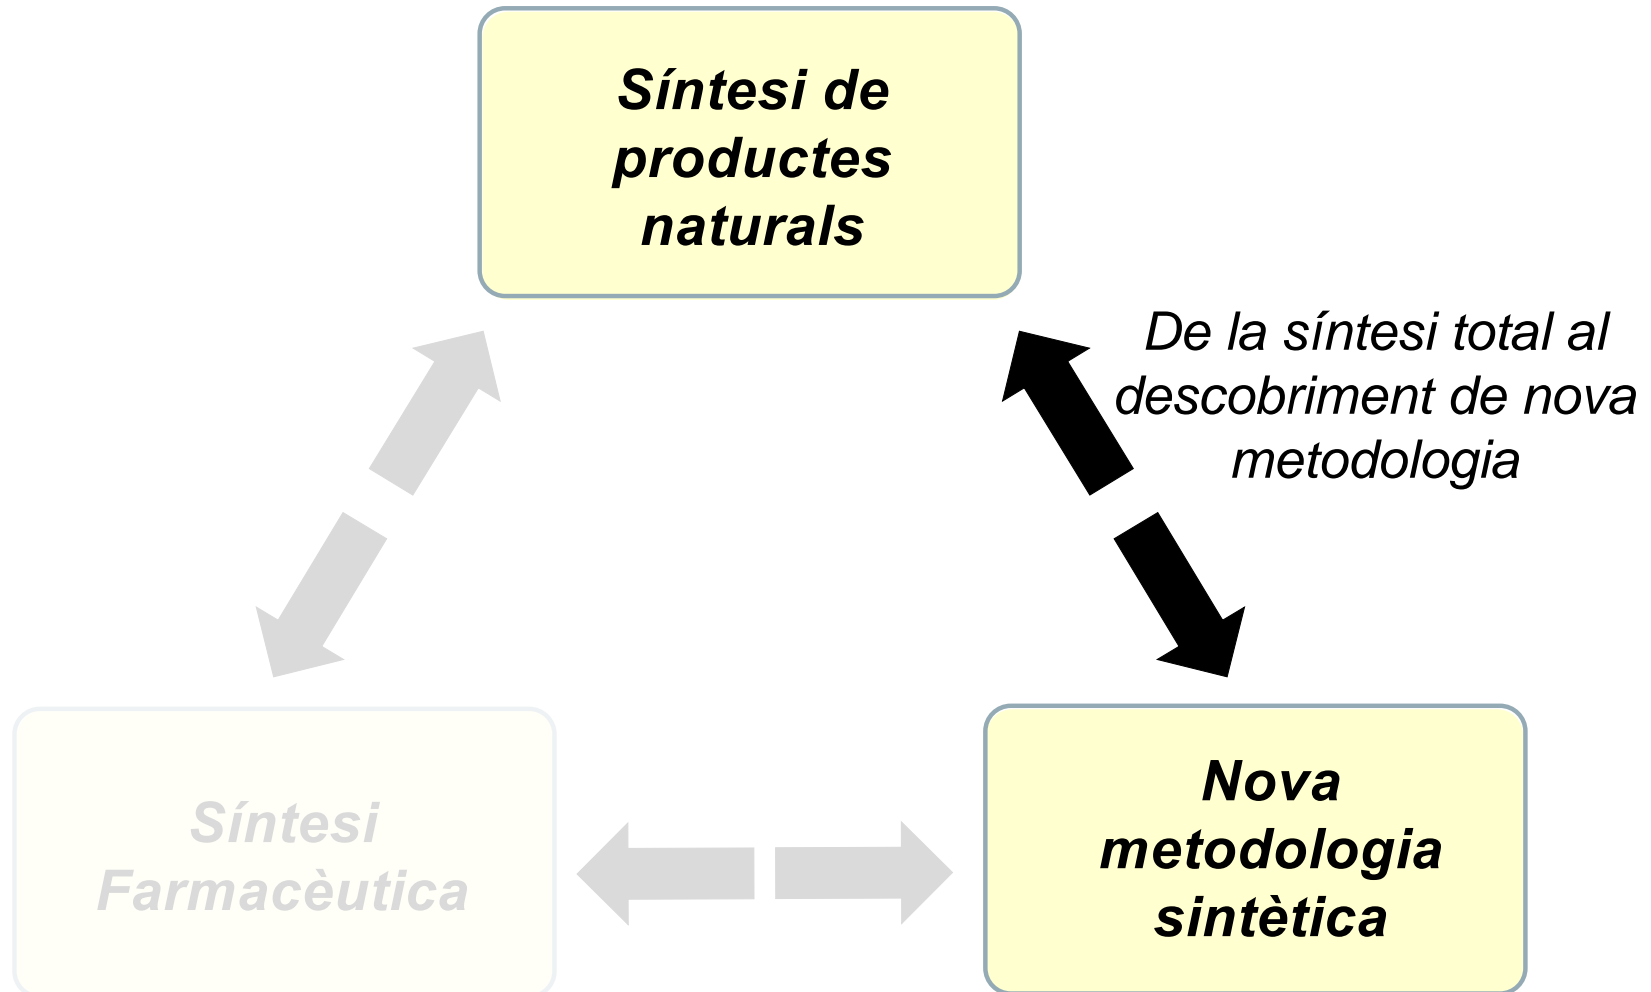 Síntesi de
productes
naturals
De la síntesi total al
descobriment de nova
metodologia
Síntesi
Farmacèutica
Nova
metodologia
sintètica